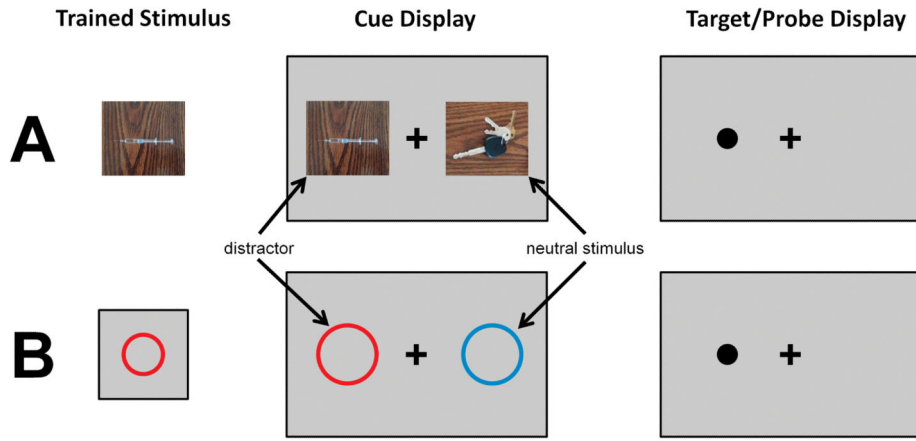 Trained Stimulus Cue Display Target/Probe Display
A
distractor neutral stimulus
B